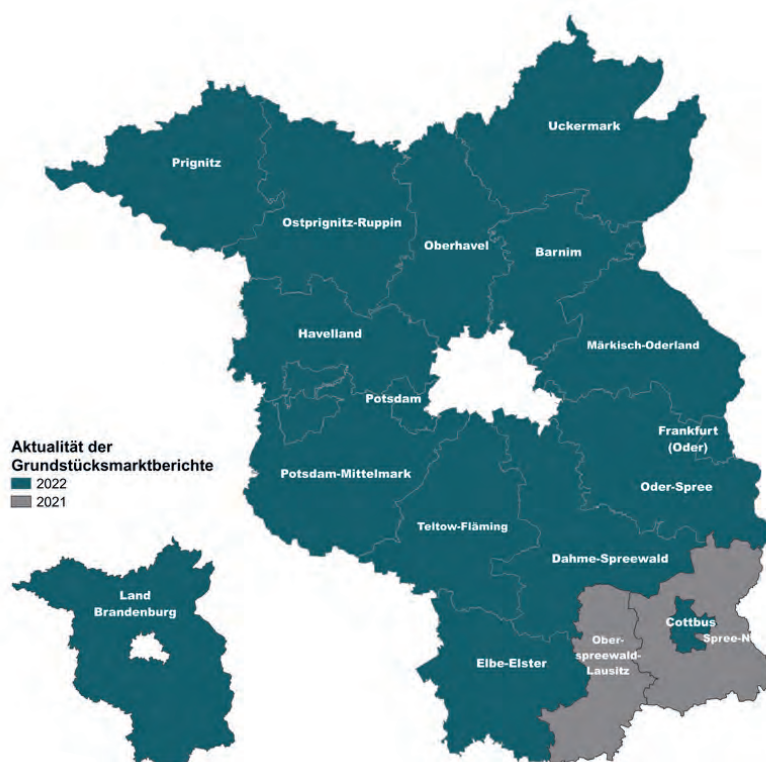 Uckermark
Prignitz
Ostprignitz-Ruppin
Oberhavel
Barnim
Havelland
Märkisch-Oderland
Potsdam
Frankfurt
(Oder)
Aktualität der
Grundstücksmarktberichte
2022
2021
Potsdam-Mittelmark
Oder-Spree
Teltow-Fläming
Dahme-Spreewald
Land
Brandenburg
Cottbus
Spree-N
Ober-
spreewald-
Lausitz
Elbe-Elster